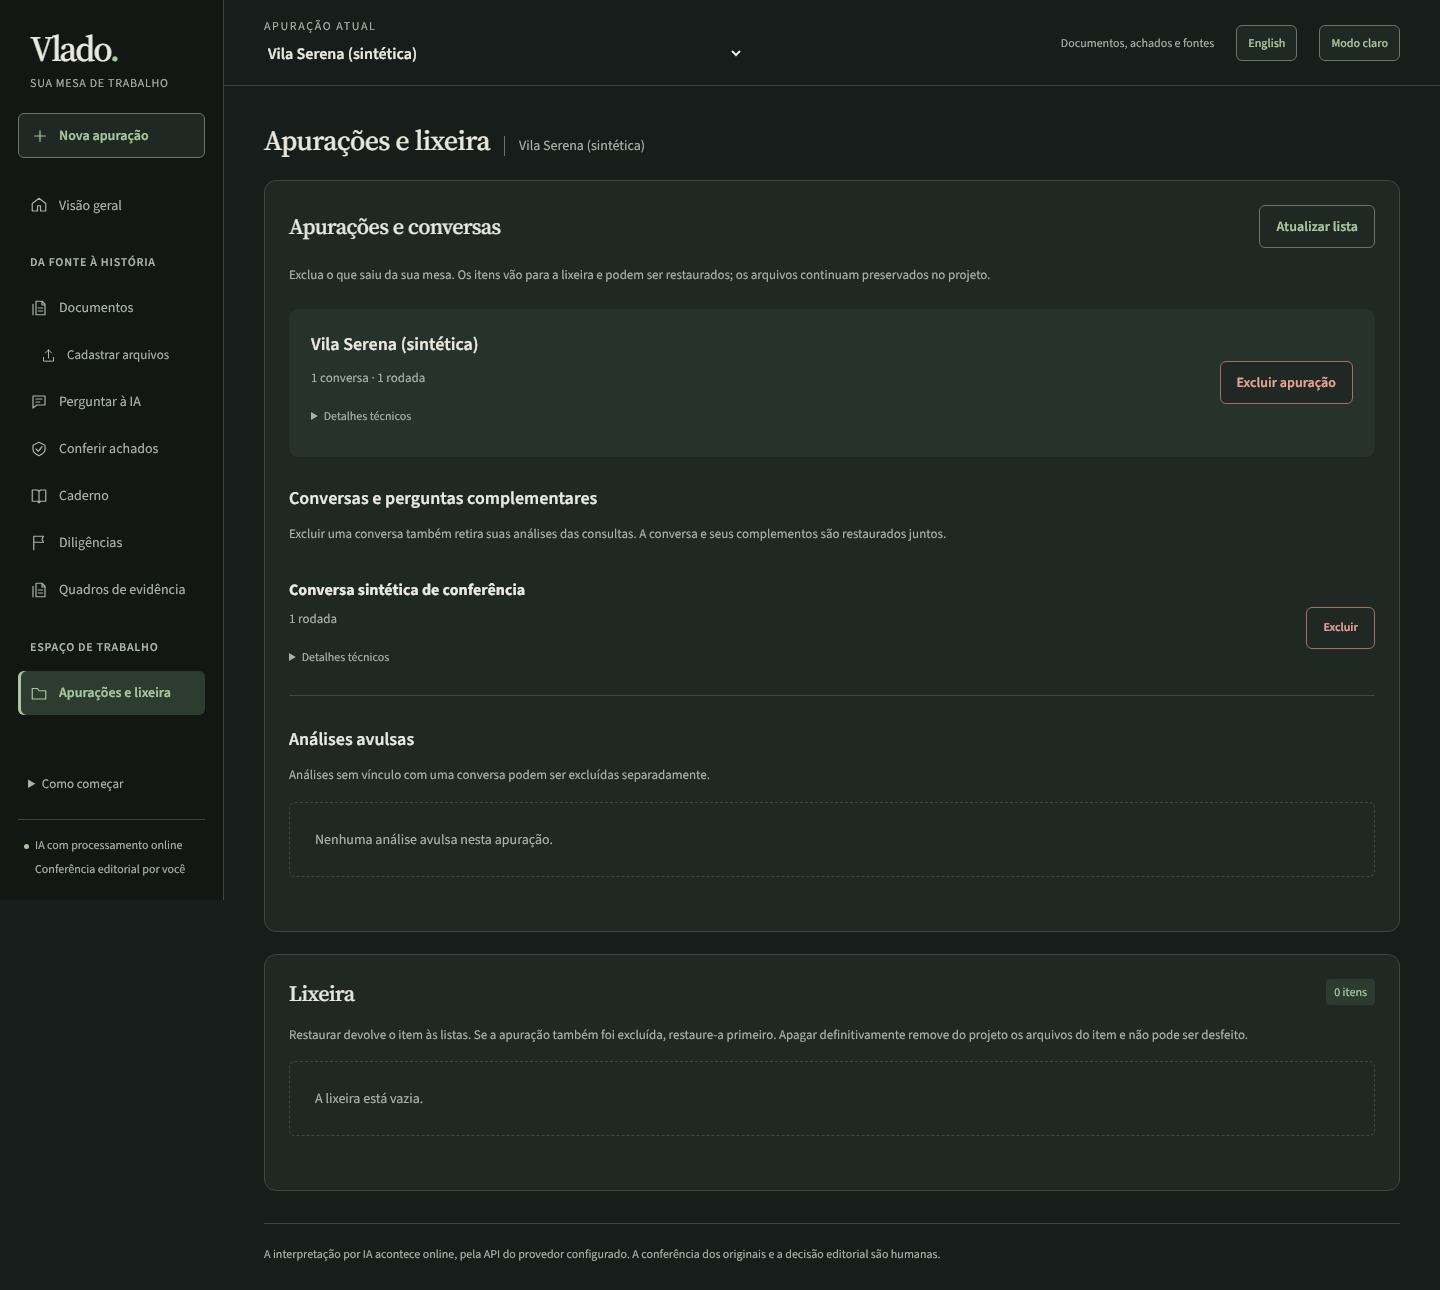 Vlado.
SUA MESA DE TRABALHO
Nova apuração
Visão geral
DA FONTE À HISTÓRIA
Documentos
Cadastrar arquivos
Perguntar à IA
Conferir achados
Caderno
Diligências
Quadros de evidência
ESPAÇO DE TRABALHO
Apurações e lixeira
Como começar
IA com processamento online
Conferência editorial por você
APURAÇÃO ATUAL
Vila Serena (sintética)
Documentos, achados e fontes
English
Modo claro
Apurações e lixeira
Vila Serena (sintética)
Apurações e conversas
Atualizar lista
Exclua o que saiu da sua mesa. Os itens vão para a lixeira e podem ser restaurados; os arquivos continuam preservados no projeto.
Vila Serena (sintética)
1 conversa · 1 rodada
Detalhes técnicos
Excluir apuração
Conversas e perguntas complementares
Excluir uma conversa também retira suas análises das consultas. A conversa e seus complementos são restaurados juntos.
Conversa sintética de conferência
1 rodada
Detalhes técnicos
Excluir
Análises avulsas
Análises sem vínculo com uma conversa podem ser excluídas separadamente.
Nenhuma análise avulsa nesta apuração.
Lixeira
0 itens
Restaurar devolve o item às listas. Se a apuração também foi excluída, restaure-a primeiro. Apagar definitivamente remove do projeto os arquivos do item e não pode ser desfeito.
A lixeira está vazia.
A interpretação por IA acontece online, pela API do provedor configurado. A conferência dos originais e a decisão editorial são humanas.